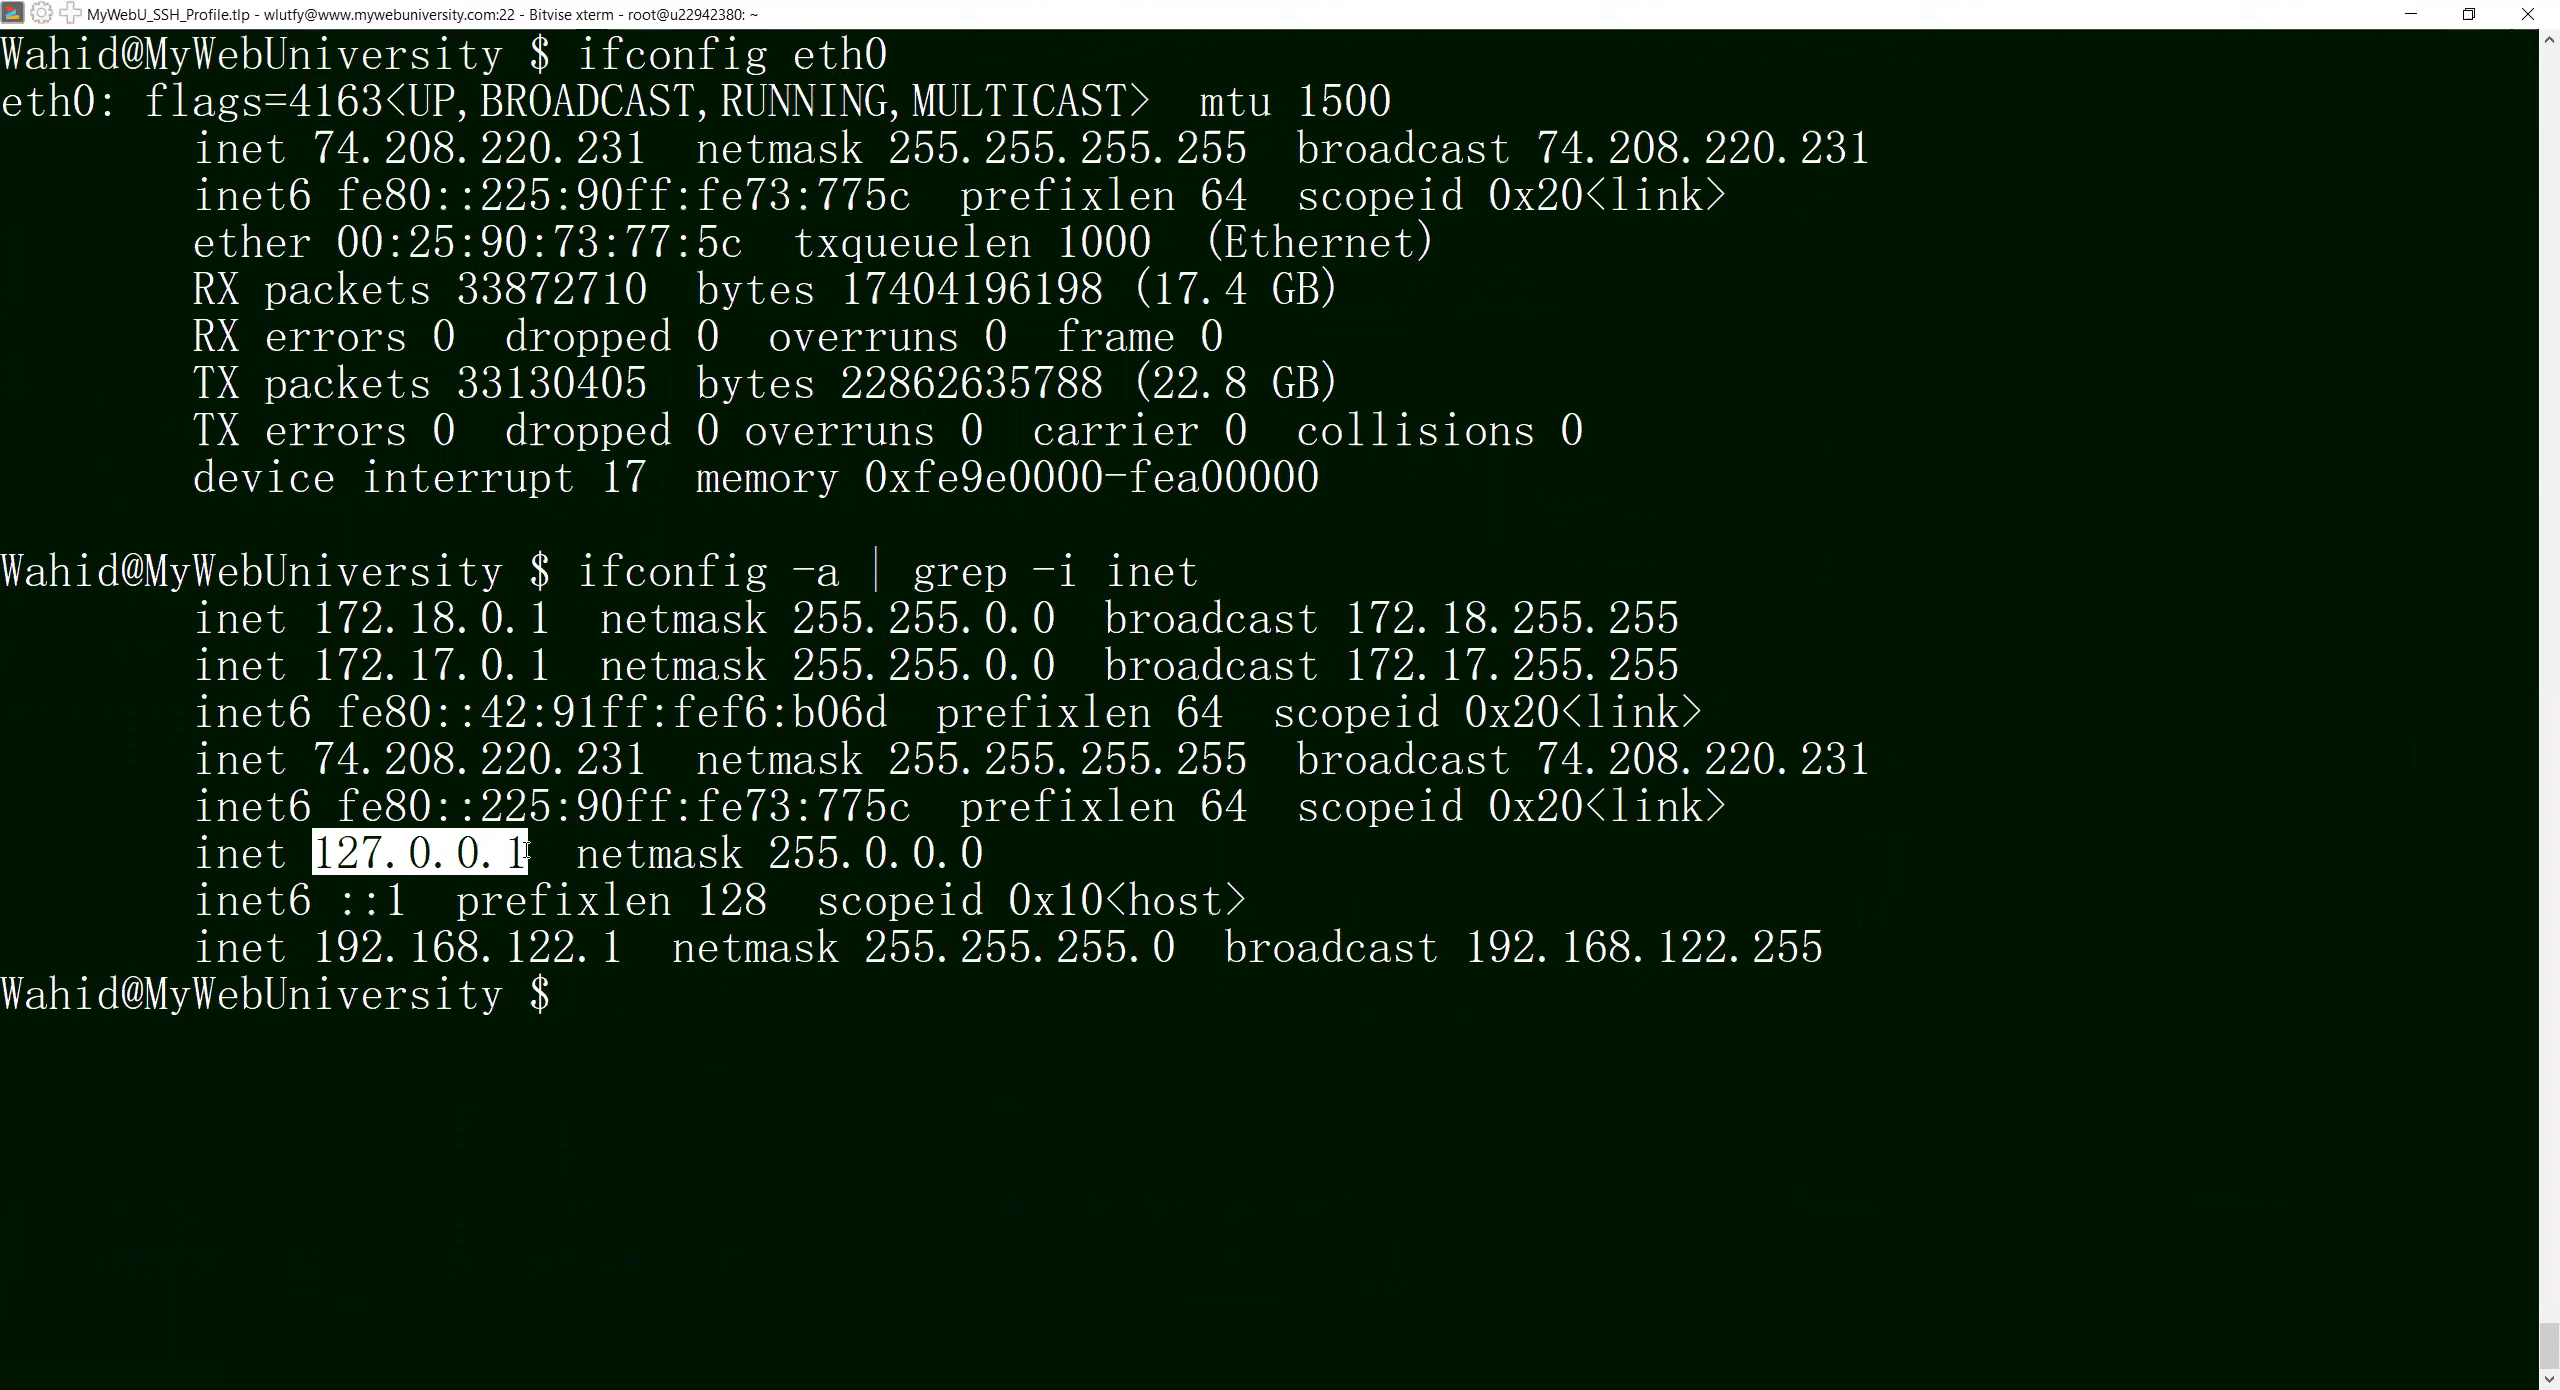 MyWebU_SSH_Profile.tlp - wlutfy@www.mywebuniversity.com:22 - Bitvise xterm - root@u22942380: ~
Wahid@MyWebUniversity $ ifconfig eth0
eth0: flags=4163<UP,BROADCAST,RUNNING,MULTICAST>  mtu 1500
        inet 74.208.220.231  netmask 255.255.255.255  broadcast 74.208.220.231
        inet6 fe80::225:90ff:fe73:775c  prefixlen 64  scopeid 0x20<link>
        ether 00:25:90:73:77:5c  txqueuelen 1000  (Ethernet)
        RX packets 33872710  bytes 17404196198 (17.4 GB)
        RX errors 0  dropped 0  overruns 0  frame 0
        TX packets 33130405  bytes 22862635788 (22.8 GB)
        TX errors 0  dropped 0 overruns 0  carrier 0  collisions 0
        device interrupt 17  memory 0xfe9e0000-fea00000
Wahid@MyWebUniversity $ ifconfig -a | grep -i inet
        inet 172.18.0.1  netmask 255.255.0.0  broadcast 172.18.255.255
        inet 172.17.0.1  netmask 255.255.0.0  broadcast 172.17.255.255
        inet6 fe80::42:91ff:fef6:b06d  prefixlen 64  scopeid 0x20<link>
        inet 74.208.220.231  netmask 255.255.255.255  broadcast 74.208.220.231
        inet6 fe80::225:90ff:fe73:775c  prefixlen 64  scopeid 0x20<link>
        inet 127.0.0.1  netmask 255.0.0.0
        inet6 ::1  prefixlen 128  scopeid 0x10<host>
        inet 192.168.122.1  netmask 255.255.255.0  broadcast 192.168.122.255
Wahid@MyWebUniversity $